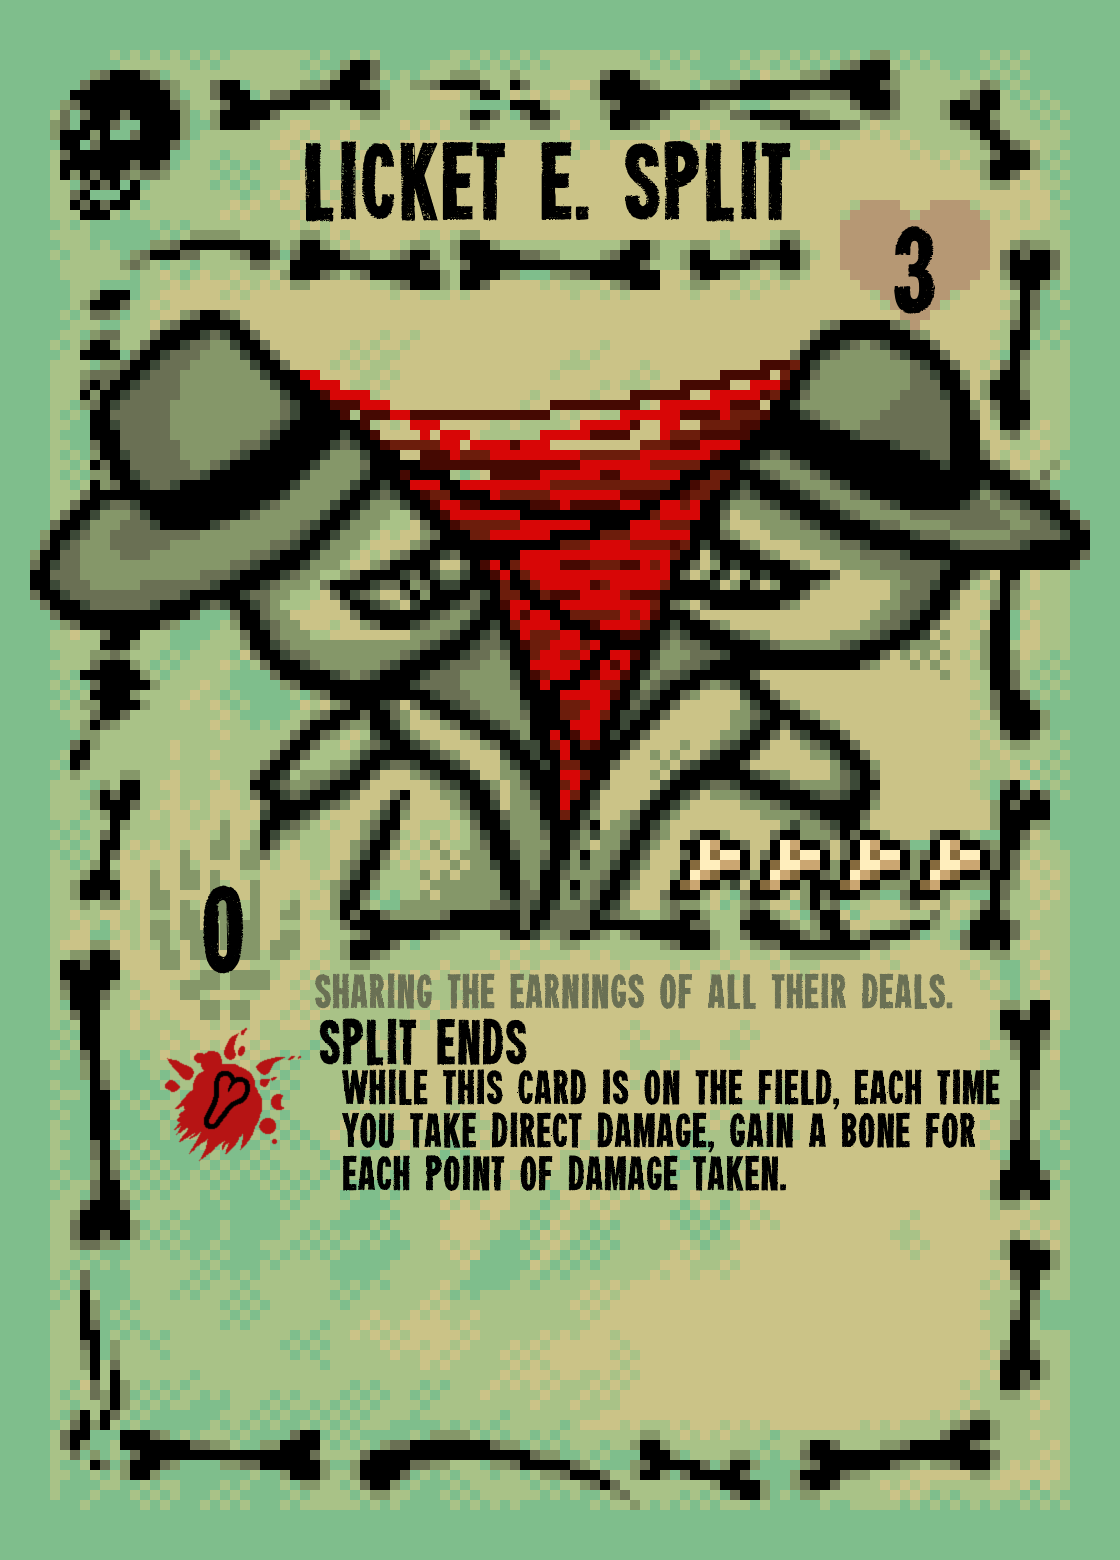 LICKET E. SPLIT
3
0
SHARING THE EARNINGS OF ALL THEIR DEALS.
SPLIT ENDS
WHILE THIS CARD IS ON THE FIELD, EACH TIME
YOU TAKE DIRECT DAMAGE, GAIN A BONE FOR
EACH POINT OF DAMAGE TAKEN.